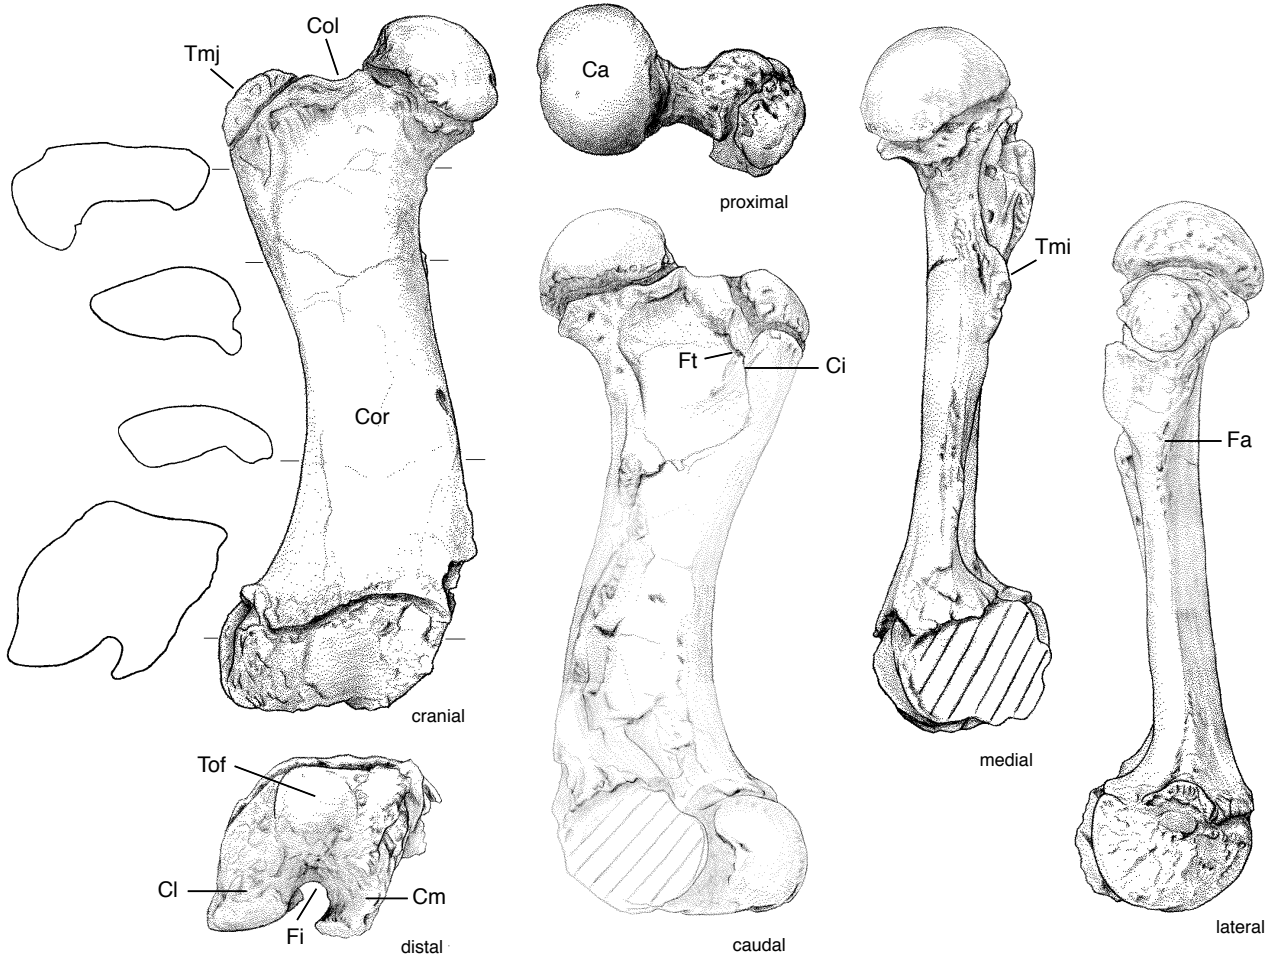 Col
Tmj
Ca
proximal
Tmi
Ft
Ci
Cor
Fa
cranial
Tof
medial
Cl
Cm
Fi
distal
caudal
lateral